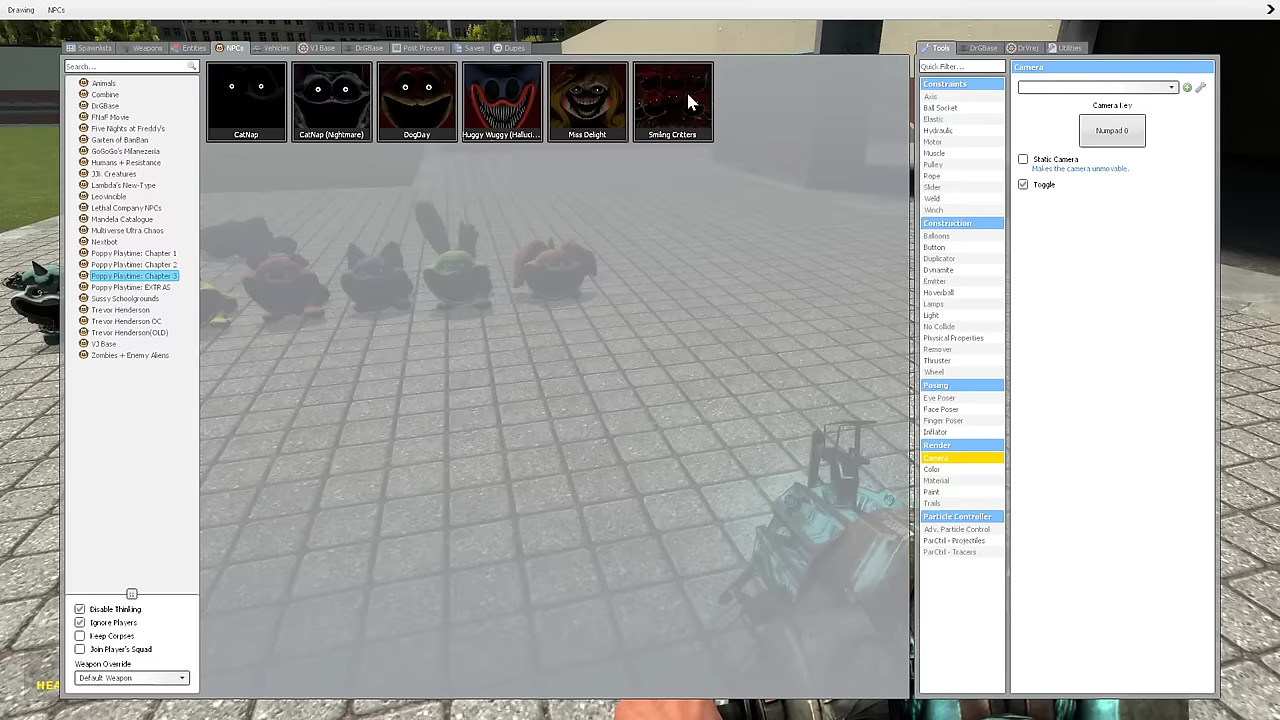 Drawing NPCs
Spawnlists Weapons Entities NPCs Vehicles VJ Base DrGBase Post Process Saves Dupes
Search...
Animals
Combine
DrGBase
FNaF Movie
Five Nights at Freddy's
Garten of BanBan
GoGoGo's Milanezeria
Humans + Resistance
JJL Creatures
Lambda's New-Type
Leovincible
Lethal Company NPCs
Mandela Catalogue
Multiverse Ultra Chaos
Nextbot
Poppy Playtime: Chapter 1
Poppy Playtime: Chapter 2
Poppy Playtime: Chapter 3
Poppy Playtime: EXTRAS
Sussy Schoolgrounds
Trevor Henderson
Trevor Henderson OC
Trevor Henderson(OLD)
VJ Base
Zombies + Enemy Aliens
Disable Thinking
Ignore Players
Keep Corpses
Join Player's Squad
Weapon Override
Default Weapon
HEA
CatNap
CatNap (Nightmare)
DogDay
Huggy Wuggy (Halluci...
Miss Delight
Smiling Critters
Tools DrGBase DrVrej Utilities
Quick Filter...
Constraints
Axis
Ball Socket
Elastic
Hydraulic
Motor
Muscle
Pulley
Rope
Slider
Weld
Winch
Construction
Balloons
Button
Duplicator
Dynamite
Emitter
Hoverball
Lamps
Light
No Collide
Physical Properties
Remover
Thruster
Wheel
Posing
Eye Poser
Face Poser
Finger Poser
Inflator
Render
Camera
Color
Material
Paint
Trails
Particle Controller
Adv. Particle Control
ParCtrl - Projectiles
ParCtrl - Tracers
Camera
Camera Key
Numpad 0
Static Camera
Makes the camera unmovable.
Toggle